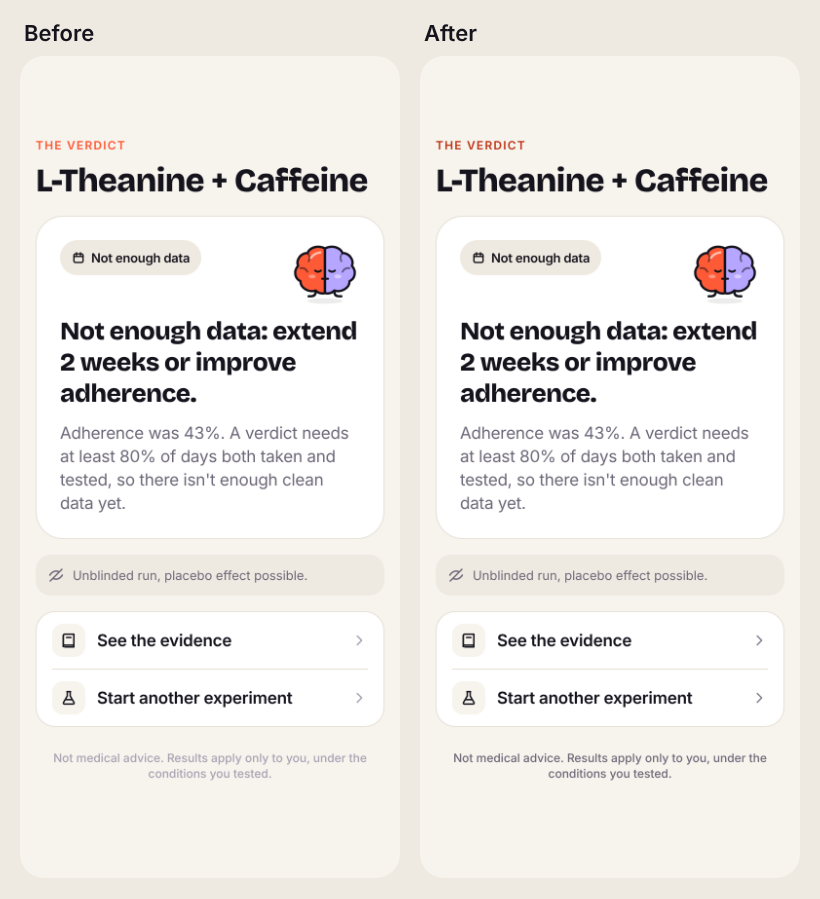 Before
THE VERDICT
L-Theanine + Caffeine
Not enough data
Not enough data: extend
2 weeks or improve
adherence.
Adherence was 43%. A verdict needs
at least 80% of days both taken and
tested, so there isn't enough clean
data yet.
Unblinded run, placebo effect possible.
See the evidence
Start another experiment
Not medical advice. Results apply only to you, under the
conditions you tested.
After
THE VERDICT
L-Theanine + Caffeine
Not enough data
Not enough data: extend
2 weeks or improve
adherence.
Adherence was 43%. A verdict needs
at least 80% of days both taken and
tested, so there isn't enough clean
data yet.
Unblinded run, placebo effect possible.
See the evidence
Start another experiment
Not medical advice. Results apply only to you, under the
conditions you tested.